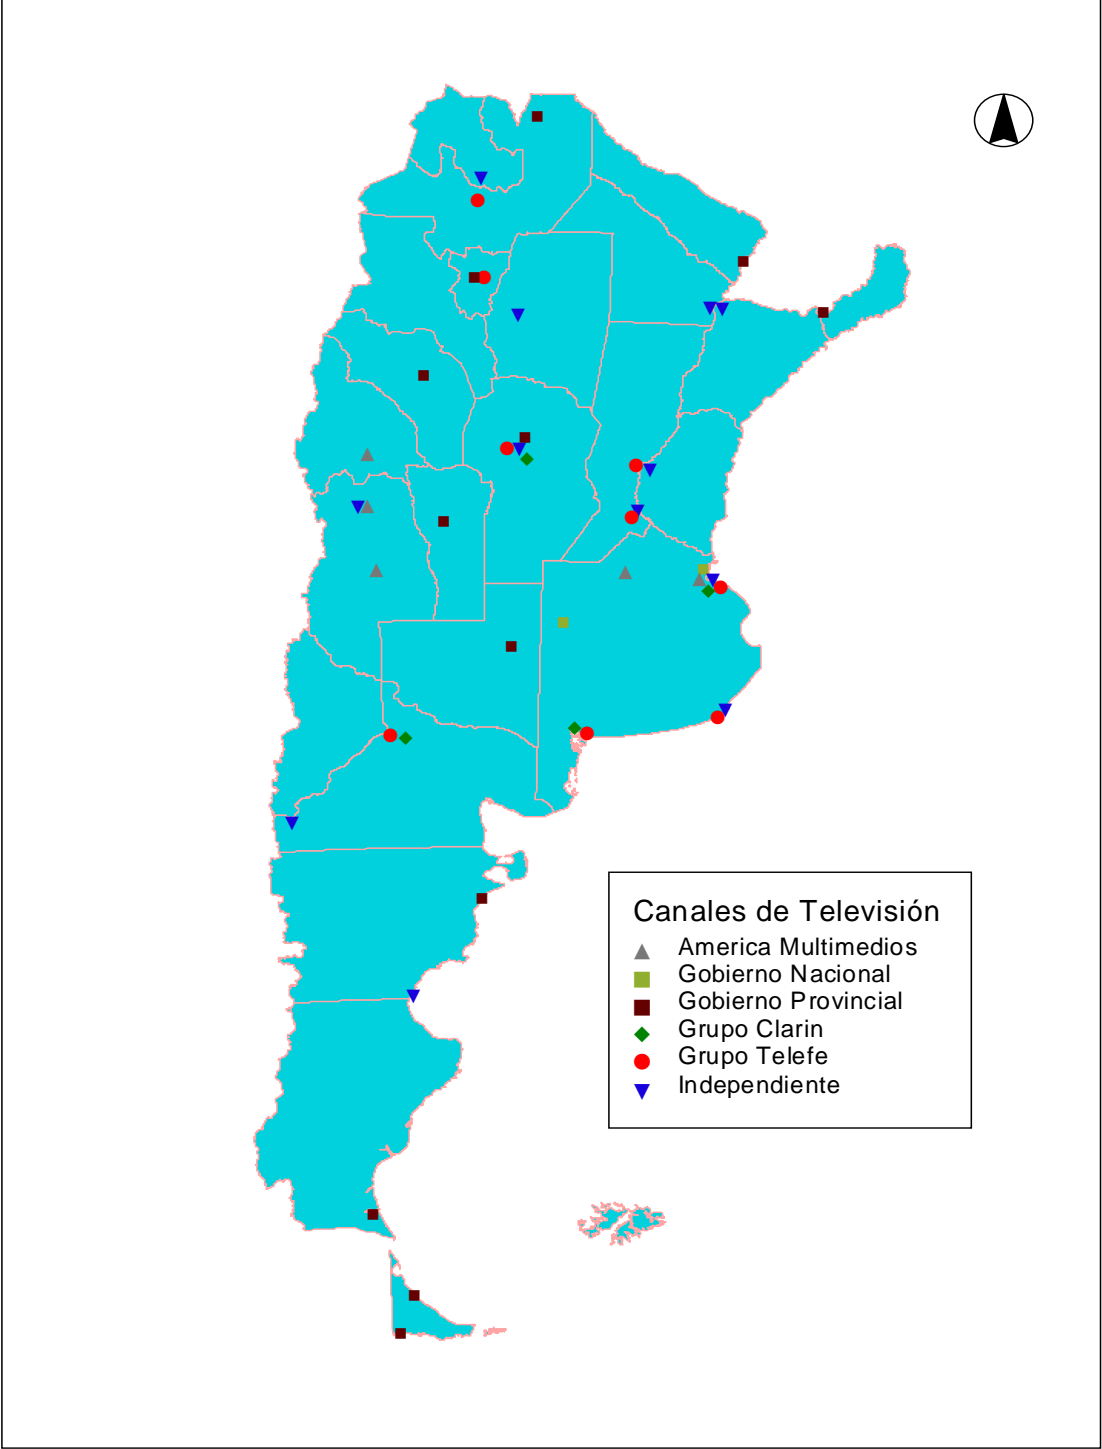 Canales de Televisión
America Multimedios
Gobierno Nacional
Gobierno Provincial
Grupo Clarin
Grupo Telefe
Independiente